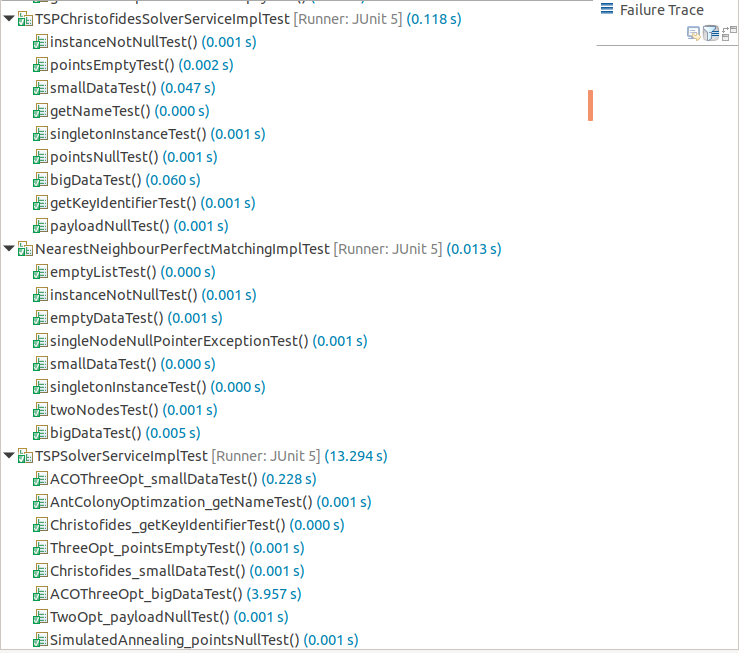 TSPChristofidesSolverServiceImplTest [Runner: JUnit 5] (0.118 s)
instanceNotNullTest() (0.001 s)
pointsEmptyTest() (0.002 s)
smallDataTest() (0.047 s)
getNameTest() (0.000 s)
singletonInstanceTest() (0.001 s)
pointsNullTest() (0.001 s)
bigDataTest() (0.060 s)
getKeyIdentifierTest() (0.001 s)
payloadNullTest() (0.001 s)
NearestNeighbourPerfectMatchingImplTest [Runner: JUnit 5] (0.013 s)
emptyListTest() (0.000 s)
instanceNotNullTest() (0.001 s)
emptyDataTest() (0.001 s)
singleNodeNullPointerExceptionTest() (0.001 s)
smallDataTest() (0.000 s)
singletonInstanceTest() (0.000 s)
twoNodesTest() (0.001 s)
bigDataTest() (0.005 s)
TSPSolverServiceImplTest [Runner: JUnit 5] (13.294 s)
ACOThreeOpt_smallDataTest() (0.228 s)
AntColonyOptimzation_getNameTest() (0.001 s)
Christofides_getKeyIdentifierTest() (0.000 s)
ThreeOpt_pointsEmptyTest() (0.001 s)
Christofides_smallDataTest() (0.001 s)
ACOThreeOpt_bigDataTest() (3.957 s)
TwoOpt_payloadNullTest() (0.001 s)
SimulatedAnnealing_pointsNullTest() (0.001 s)
Failure Trace